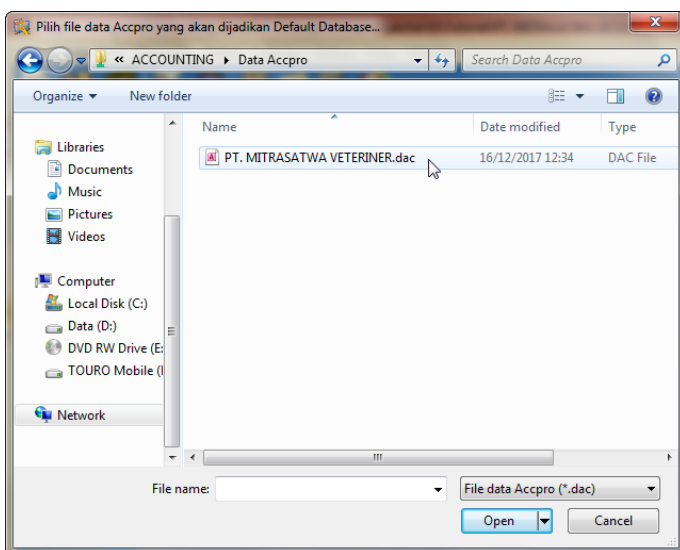 Pilih file data Accpro yang akan dijadikan Default Database...
« ACCOUNTING ▸ Data Accpro
Search Data Accpro
Organize
New folder
Name
Date modified
Type
Libraries
Documents
Music
Pictures
Videos
Computer
Local Disk (C:)
Data (D:)
DVD RW Drive (E:
TOURO Mobile (
Network
PT. MITRASATWA VETERINER.dac
16/12/2017 12:34
DAC File
File name:
File data Accpro (*.dac)
Open
Cancel